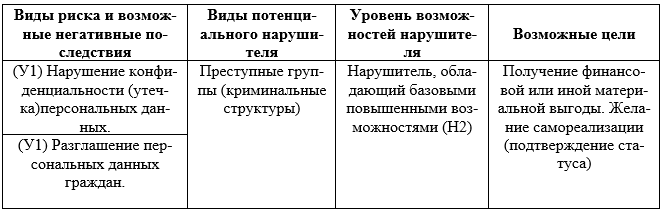 Виды риска и возмож-
ные негативные по-
следствия
Виды потенци-
ального наруши-
теля
Уровень возмож-
ностей нарушите-
ля
Возможные цели
(У1) Нарушение конфи-
денциальности (утеч-
ка)персональных дан-
ных.
(У1) Разглашение пер-
сональных данных
граждан.
Преступные груп-
пы (криминальные
структуры)
Нарушитель, обла-
дающий базовыми
повышенными воз-
можностями (Н2)
Получение финансо-
вой или иной матери-
альной выгоды. Жела-
ние самореализации
(подтверждение ста-
туса)